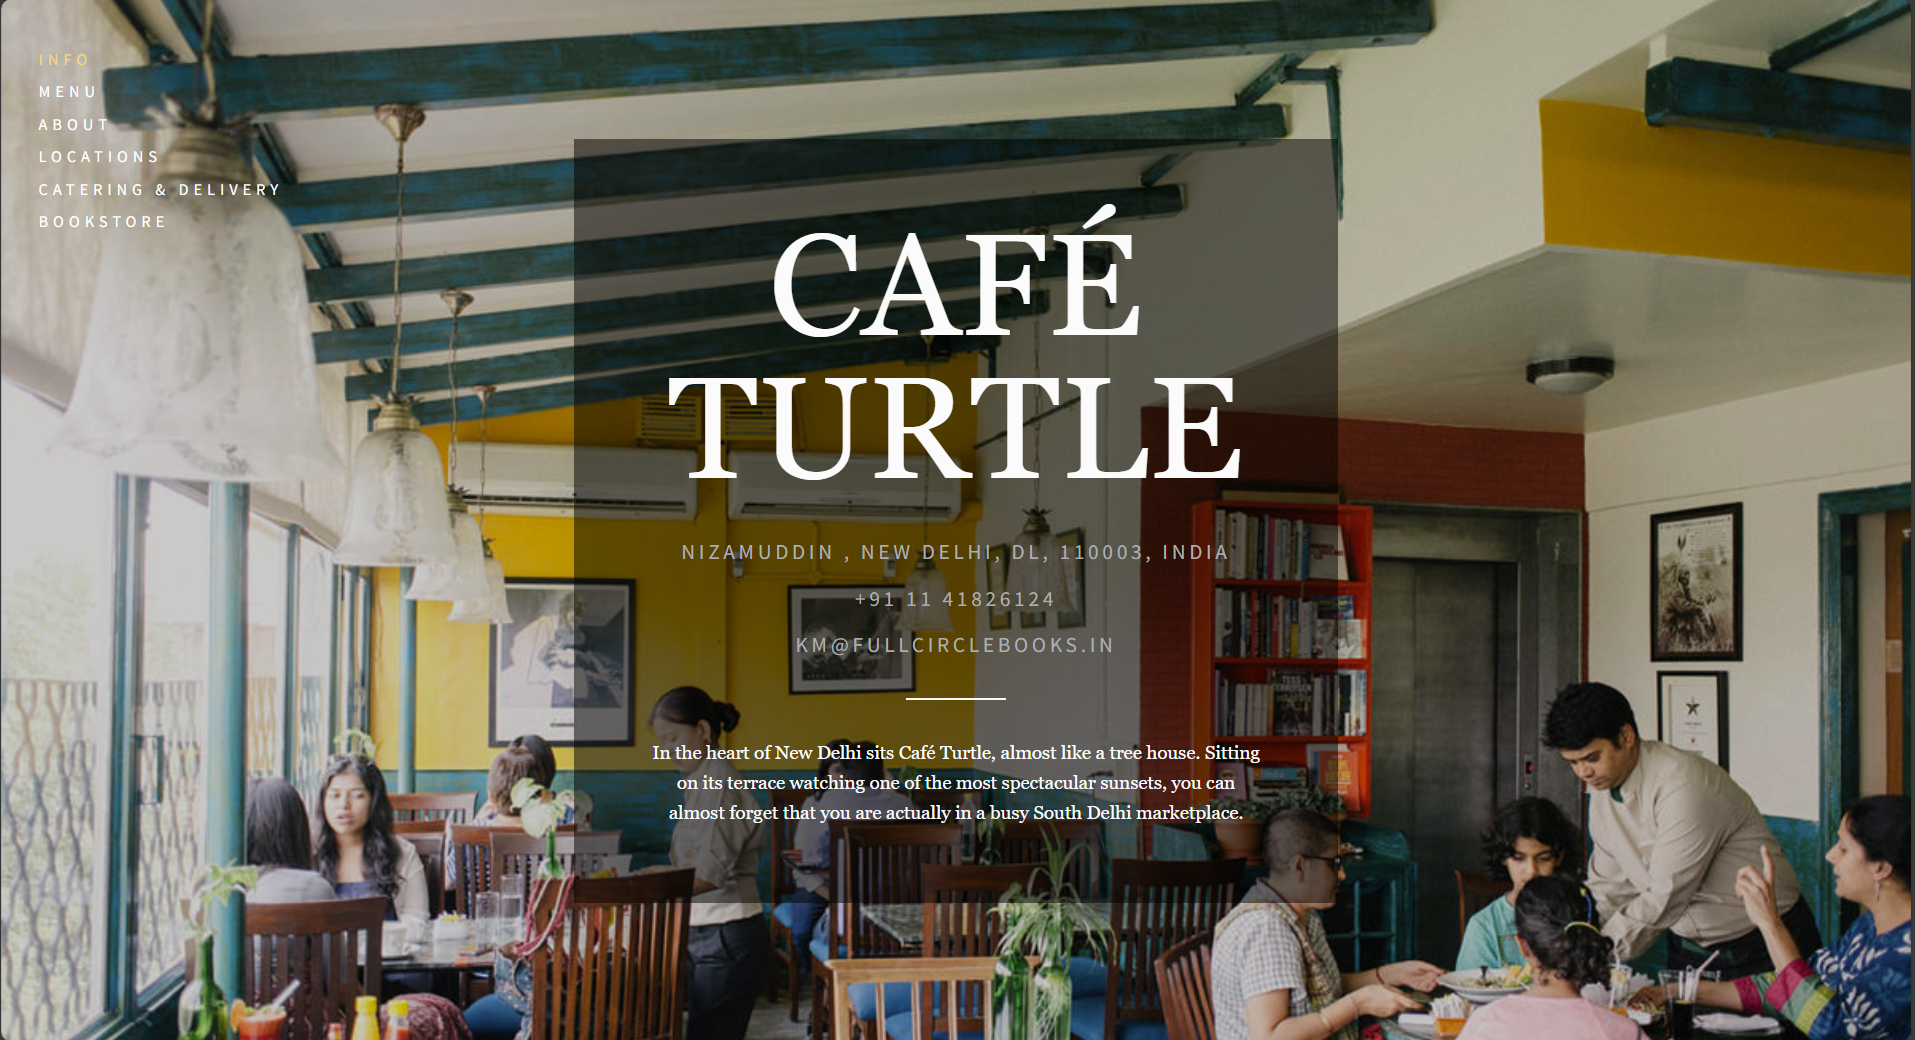 INFO
MENU
ABOUT
LOCATIONS
CATERING & DELIVERY
BOOKSTORE
CAFÉ
TURTLE
NIZAMUDDIN , NEW DELHI, DL, 110003, INDIA
+91 11 41826124
KM@FULLCIRCLEBOOKS.IN
In the heart of New Delhi sits Café Turtle, almost like a tree house. Sitting
on its terrace watching one of the most spectacular sunsets, you can
almost forget that you are actually in a busy South Delhi marketplace.